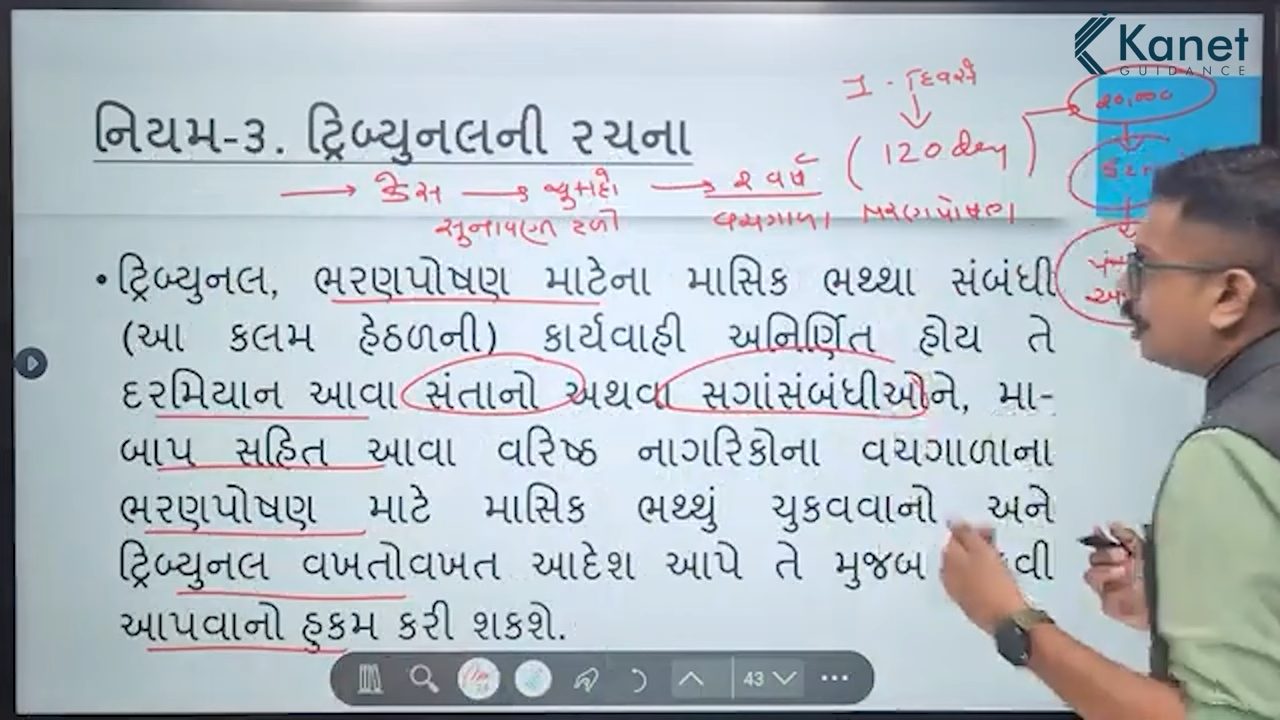 Kanet
GUIDANCE
નિયમ-૩. ટ્રિબ્યુનલની રચના
120 day
૨૦,૦૦૦
કેસ
૨ વર્ષ
સુનાવણી ટળી
વચગાળા ભરણપોષણ
• ટ્રિબ્યુનલ, ભરણપોષણ માટેના માસિક ભથ્થા સંબંધી
(આ કલમ હેઠળની) કાર્યવાહી અનિર્ણિત હોય તે
દરમિયાન આવા સંતાનો અથવા સગાંસંબંધીઓને, મા-
બાપ સહિત આવા વરિષ્ઠ નાગરિકોના વચગાળાના
ભરણપોષણ માટે માસિક ભથ્થું ચુકવવાનો અને
ટ્રિબ્યુનલ વખતોવખત આદેશ આપે તે મુજબ
આપવાનો હુકમ કરી શકશે.
43